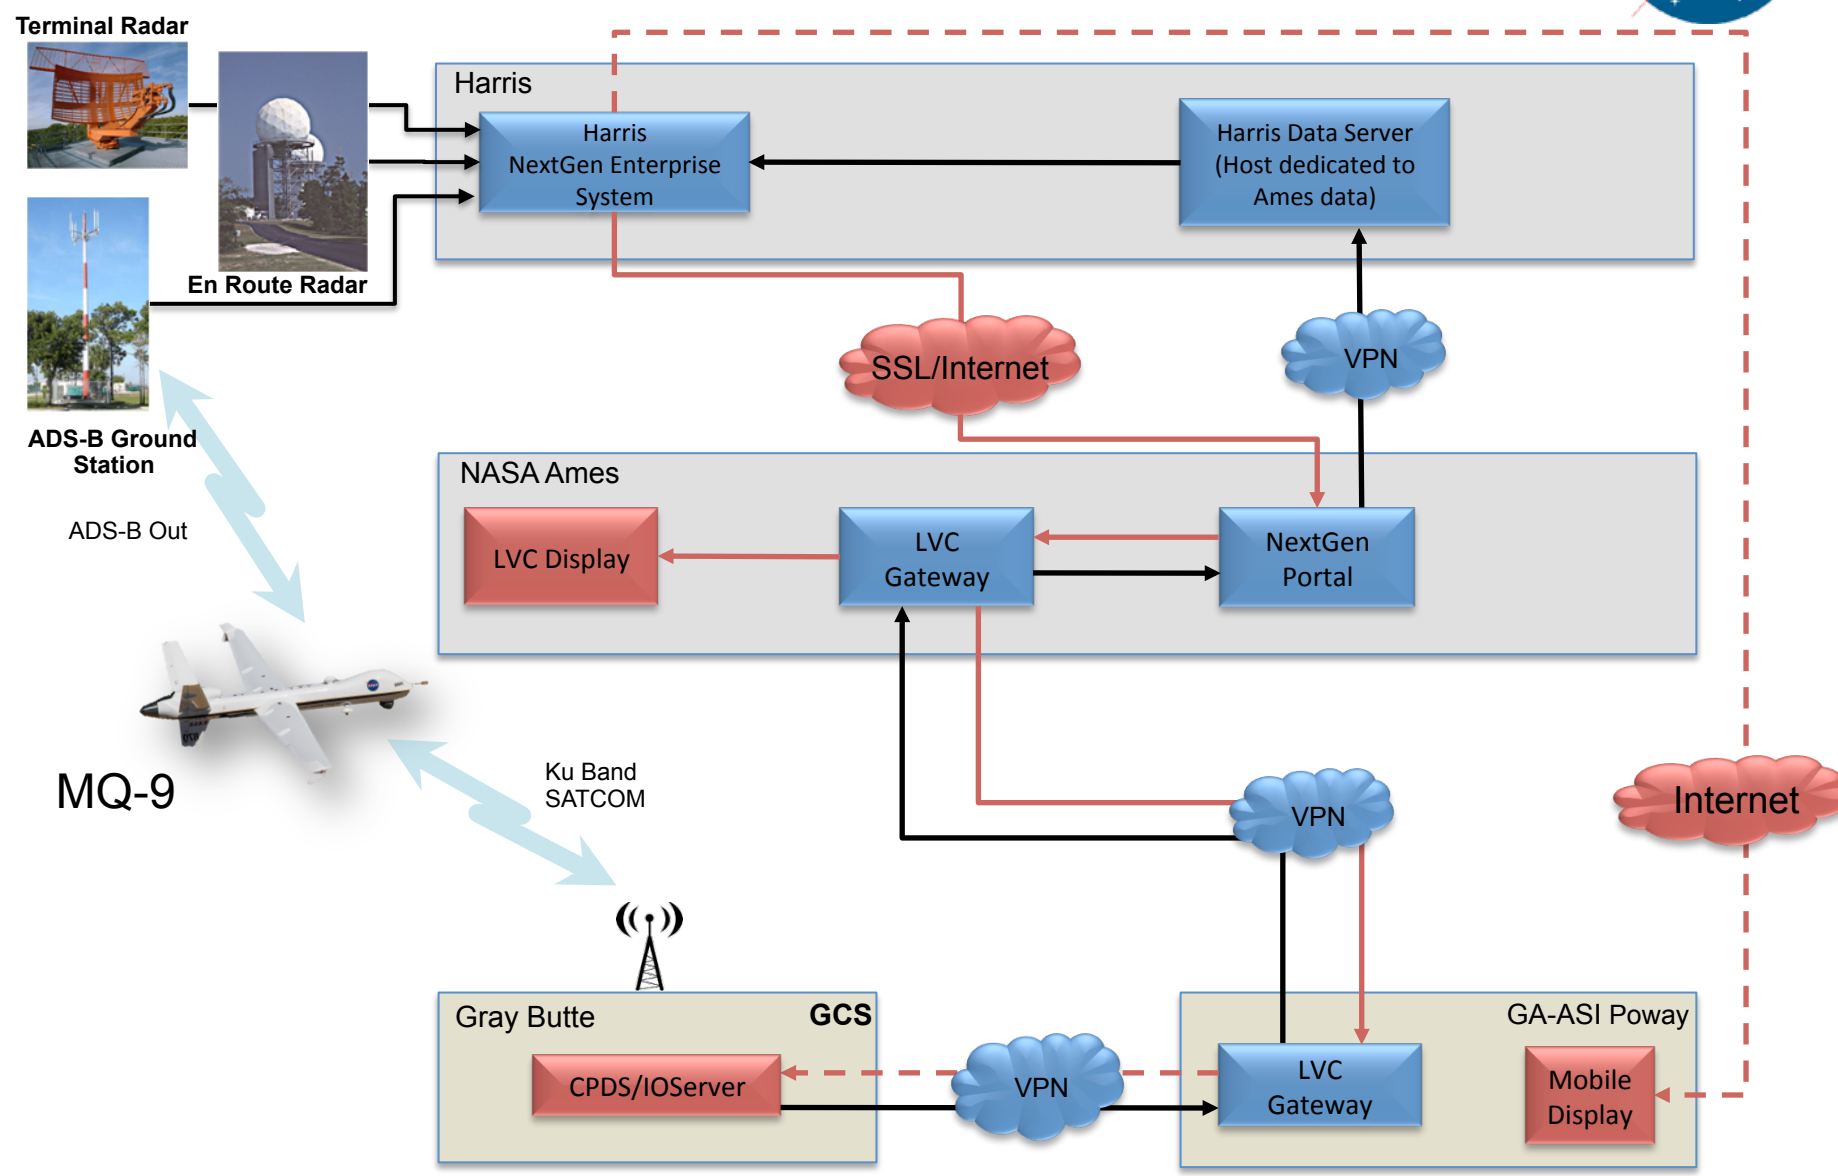 Terminal Radar
Harris
Harris
NextGen Enterprise
System
Harris Data Server
(Host dedicated to
Ames data)
En Route Radar
SSL/Internet
VPN
ADS-B Ground
Station
ADS-B Out
NASA Ames
LVC Display
LVC
Gateway
NextGen
Portal
MQ-9
Ku Band
SATCOM
VPN
Internet
Gray Butte
GCS
CPDS/IOServer
VPN
GA-ASI Poway
LVC
Gateway
Mobile
Display